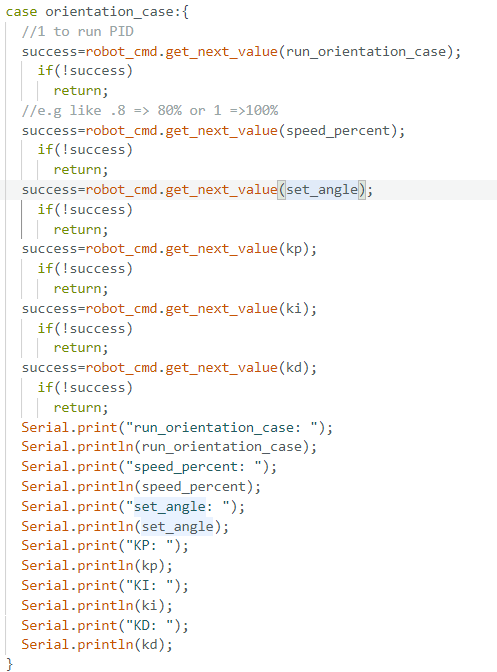 case orientation_case:{
//1 to run PID
success=robot_cmd.get_next_value(run_orientation_case);
if(!success)
return;
//e.g like .8 => 80% or 1 =>100%
success=robot_cmd.get_next_value(speed_percent);
if(!success)
return;
success=robot_cmd.get_next_value(set_angle);
if(!success)
return;
success=robot_cmd.get_next_value(kp);
if(!success)
return;
success=robot_cmd.get_next_value(ki);
if(!success)
return;
success=robot_cmd.get_next_value(kd);
if(!success)
return;
Serial.print("run_orientation_case: ");
Serial.println(run_orientation_case);
Serial.print("speed_percent: ");
Serial.println(speed_percent);
Serial.print("set_angle: ");
Serial.println(set_angle);
Serial.print("KP: ");
Serial.println(kp);
Serial.print("KI: ");
Serial.println(ki);
Serial.print("KD: ");
Serial.println(kd);
}